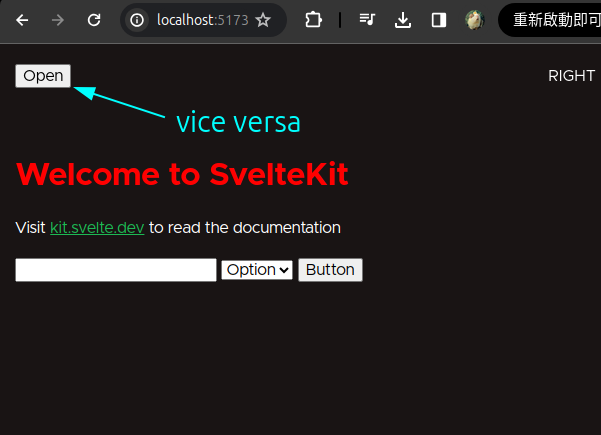 localhost:5173
重新啟動即可
Open
RIGHT
vice versa
Welcome to SvelteKit
Visit kit.svelte.dev to read the documentation
Option Button